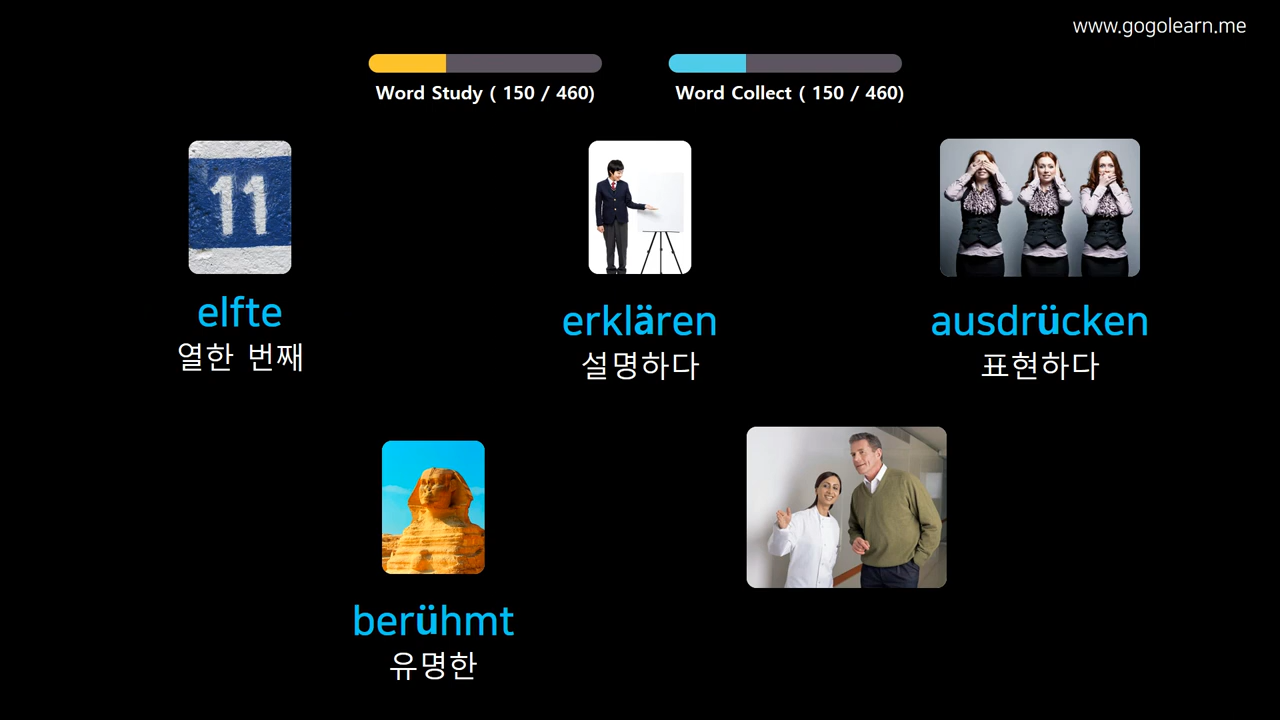 www.gogolearn.me
Word Study ( 150 / 460)
Word Collect ( 150 / 460)
11
elfte
열한 번째
erklären
설명하다
ausdrücken
표현하다
berühmt
유명한